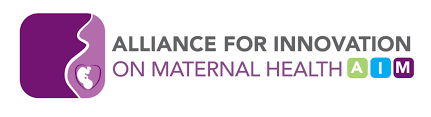 ALLIANCE FOR INNOVATION
ON MATERNAL HEALTH AIM